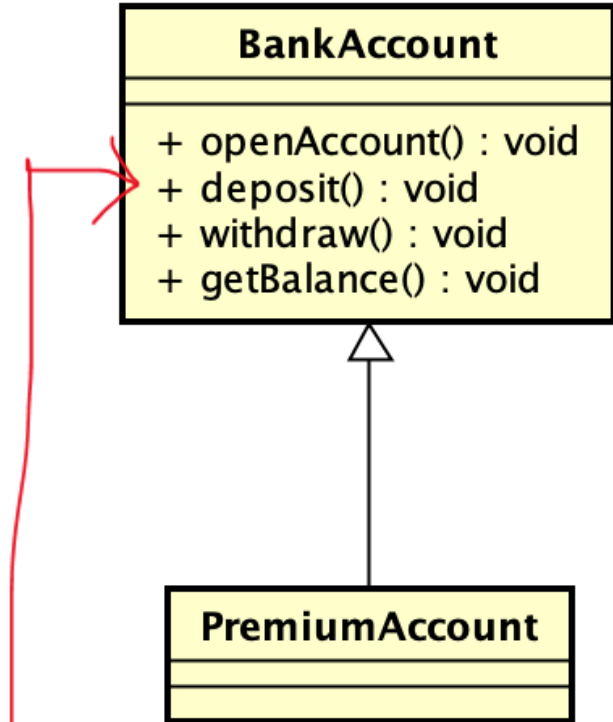 BankAccount
+ openAccount() : void
+ deposit() : void
+ withdraw() : void
+ getBalance() : void
PremiumAccount